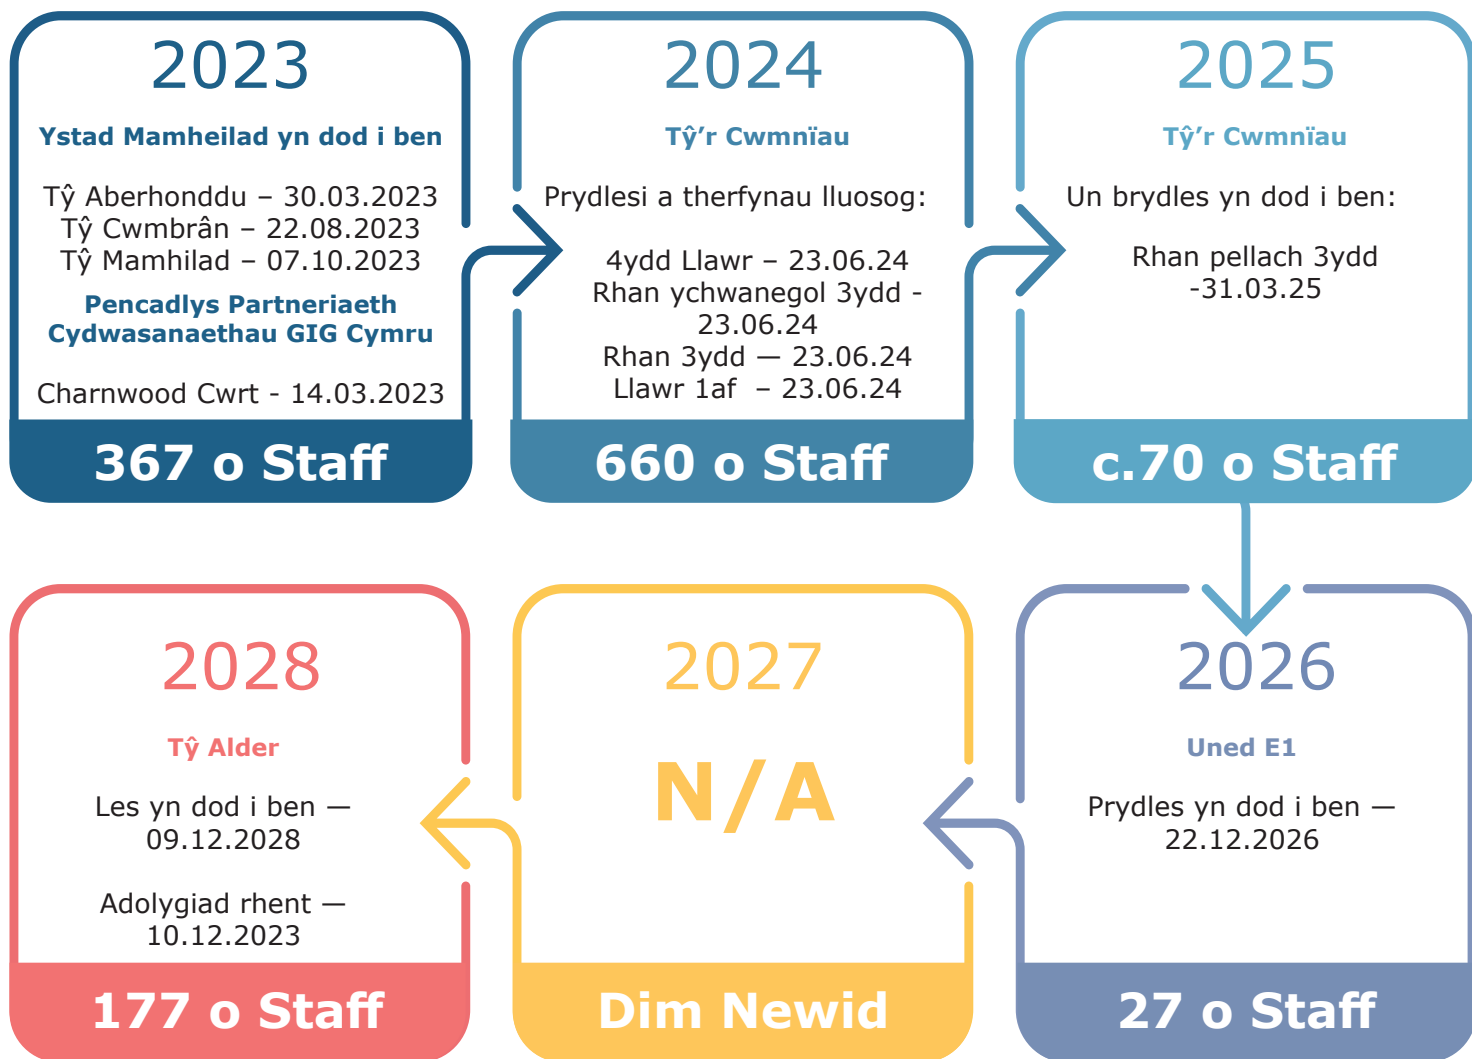 2023
Ystad Mamheilad yn dod i ben
Tŷ Aberhonddu – 30.03.2023
Tŷ Cwmbrân – 22.08.2023
Tŷ Mamhilad – 07.10.2023
Pencadlys Partneriaeth
Cydwasanaethau GIG Cymru
Charnwood Cwrt - 14.03.2023
367 o Staff
2024
Tŷ’r Cwmnïau
Prydlesi a therfynau lluosog:
4ydd Llawr – 23.06.24
Rhan ychwanegol 3ydd -
23.06.24
Rhan 3ydd — 23.06.24
Llawr 1af – 23.06.24
660 o Staff
2025
Tŷ’r Cwmnïau
Un brydles yn dod i ben:
Rhan pellach 3ydd
-31.03.25
c.70 o Staff
2026
Uned E1
Prydles yn dod i ben —
22.12.2026
27 o Staff
2027
N/A
Dim Newid
2028
Tŷ Alder
Les yn dod i ben —
09.12.2028
Adolygiad rhent —
10.12.2023
177 o Staff